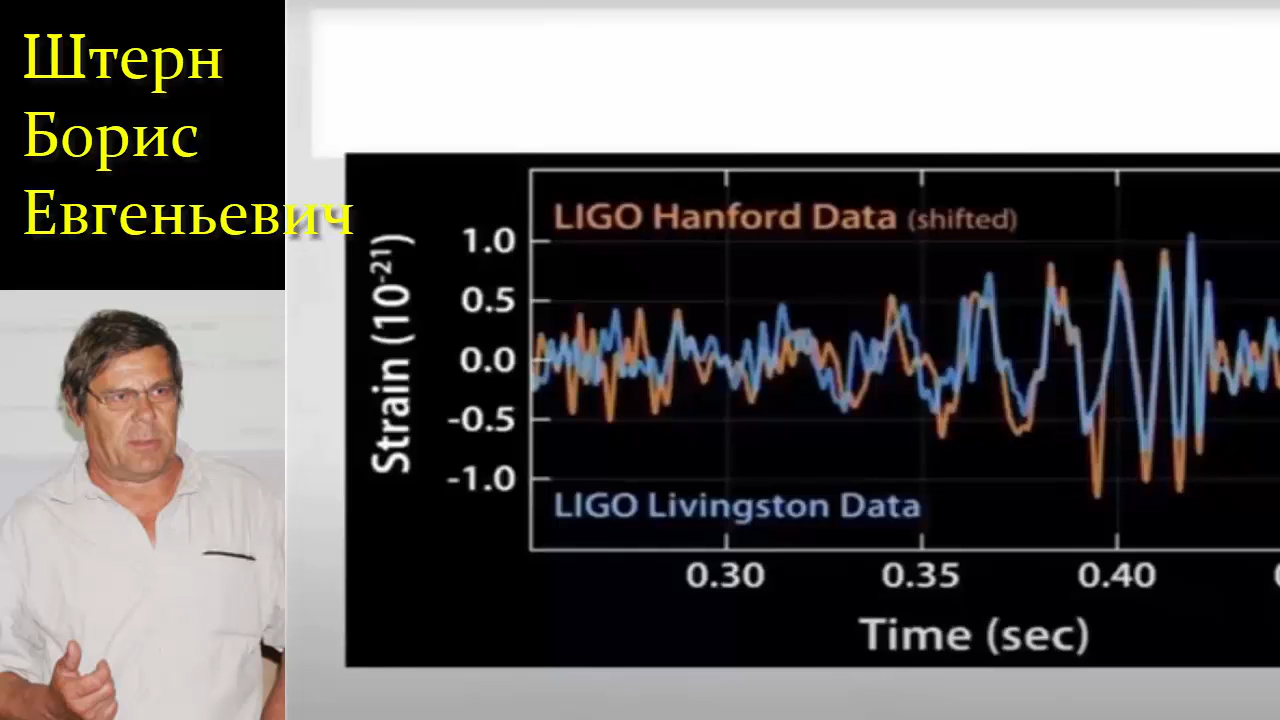 Штерн
Борис
Евгеньевич
LIGO Hanford Data (shifted)
Strain (10⁻²¹)
1.0
0.5
0.0
-0.5
-1.0
LIGO Livingston Data
0.30 0.35 0.40
Time (sec)